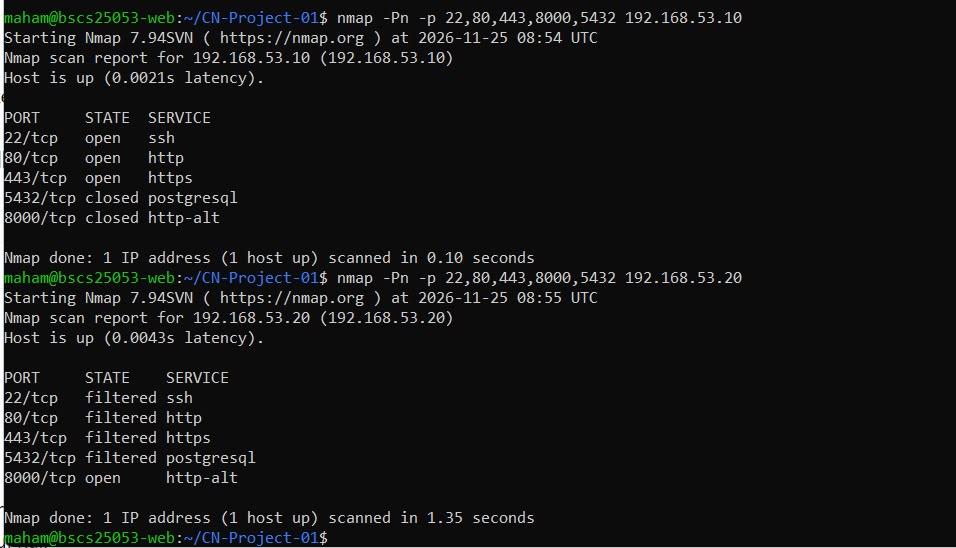 maham@bscs25053-web:~/CN-Project-01$ nmap -Pn -p 22,80,443,8000,5432 192.168.53.10
Starting Nmap 7.94SVN ( https://nmap.org ) at 2026-11-25 08:54 UTC
Nmap scan report for 192.168.53.10 (192.168.53.10)
Host is up (0.0021s latency).

PORT     STATE  SERVICE
22/tcp   open   ssh
80/tcp   open   http
443/tcp  open   https
5432/tcp closed postgresql
8000/tcp closed http-alt

Nmap done: 1 IP address (1 host up) scanned in 0.10 seconds
maham@bscs25053-web:~/CN-Project-01$ nmap -Pn -p 22,80,443,8000,5432 192.168.53.20
Starting Nmap 7.94SVN ( https://nmap.org ) at 2026-11-25 08:55 UTC
Nmap scan report for 192.168.53.20 (192.168.53.20)
Host is up (0.0043s latency).

PORT     STATE    SERVICE
22/tcp   filtered ssh
80/tcp   filtered http
443/tcp  filtered https
5432/tcp filtered postgresql
8000/tcp open     http-alt

Nmap done: 1 IP address (1 host up) scanned in 1.35 seconds
maham@bscs25053-web:~/CN-Project-01$